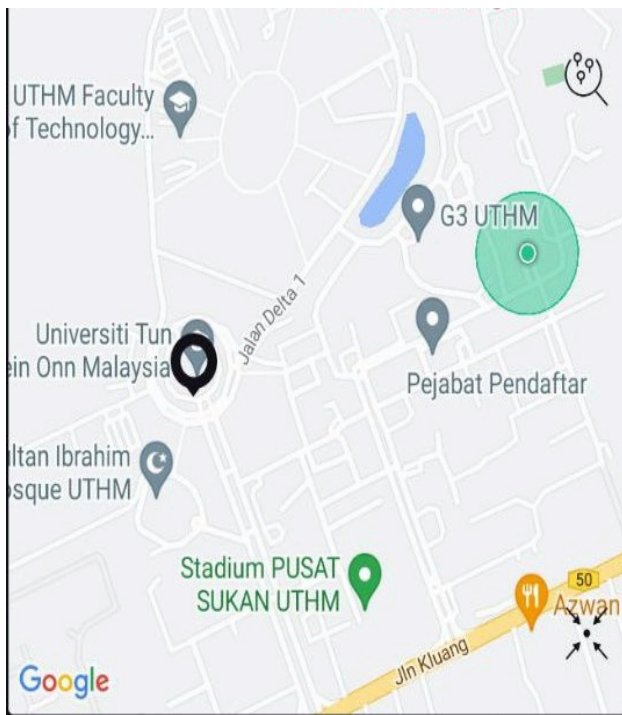 UTHM Faculty
of Technology...
G3 UTHM
Jalan Delta 1
Universiti Tun
ein Onn Malaysia
Pejabat Pendaftar
ltan Ibrahim
osque UTHM
Stadium PUSAT
SUKAN UTHM
50
Azwan
Jln Kluang
Google